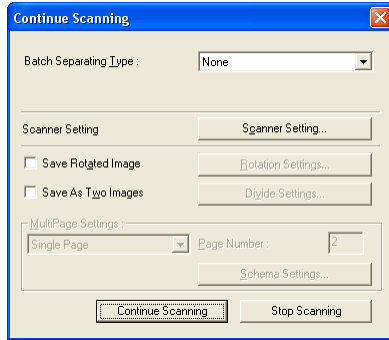 Continue Scanning
Batch Separating Type :
None
Scanner Setting
Scanner Setting...
Save Rotated Image
Rotation Settings...
Save As Two Images
Divide Settings...
MultiPage Settings :
Single Page
Page Number :
2
Schema Settings...
Continue Scanning
Stop Scanning